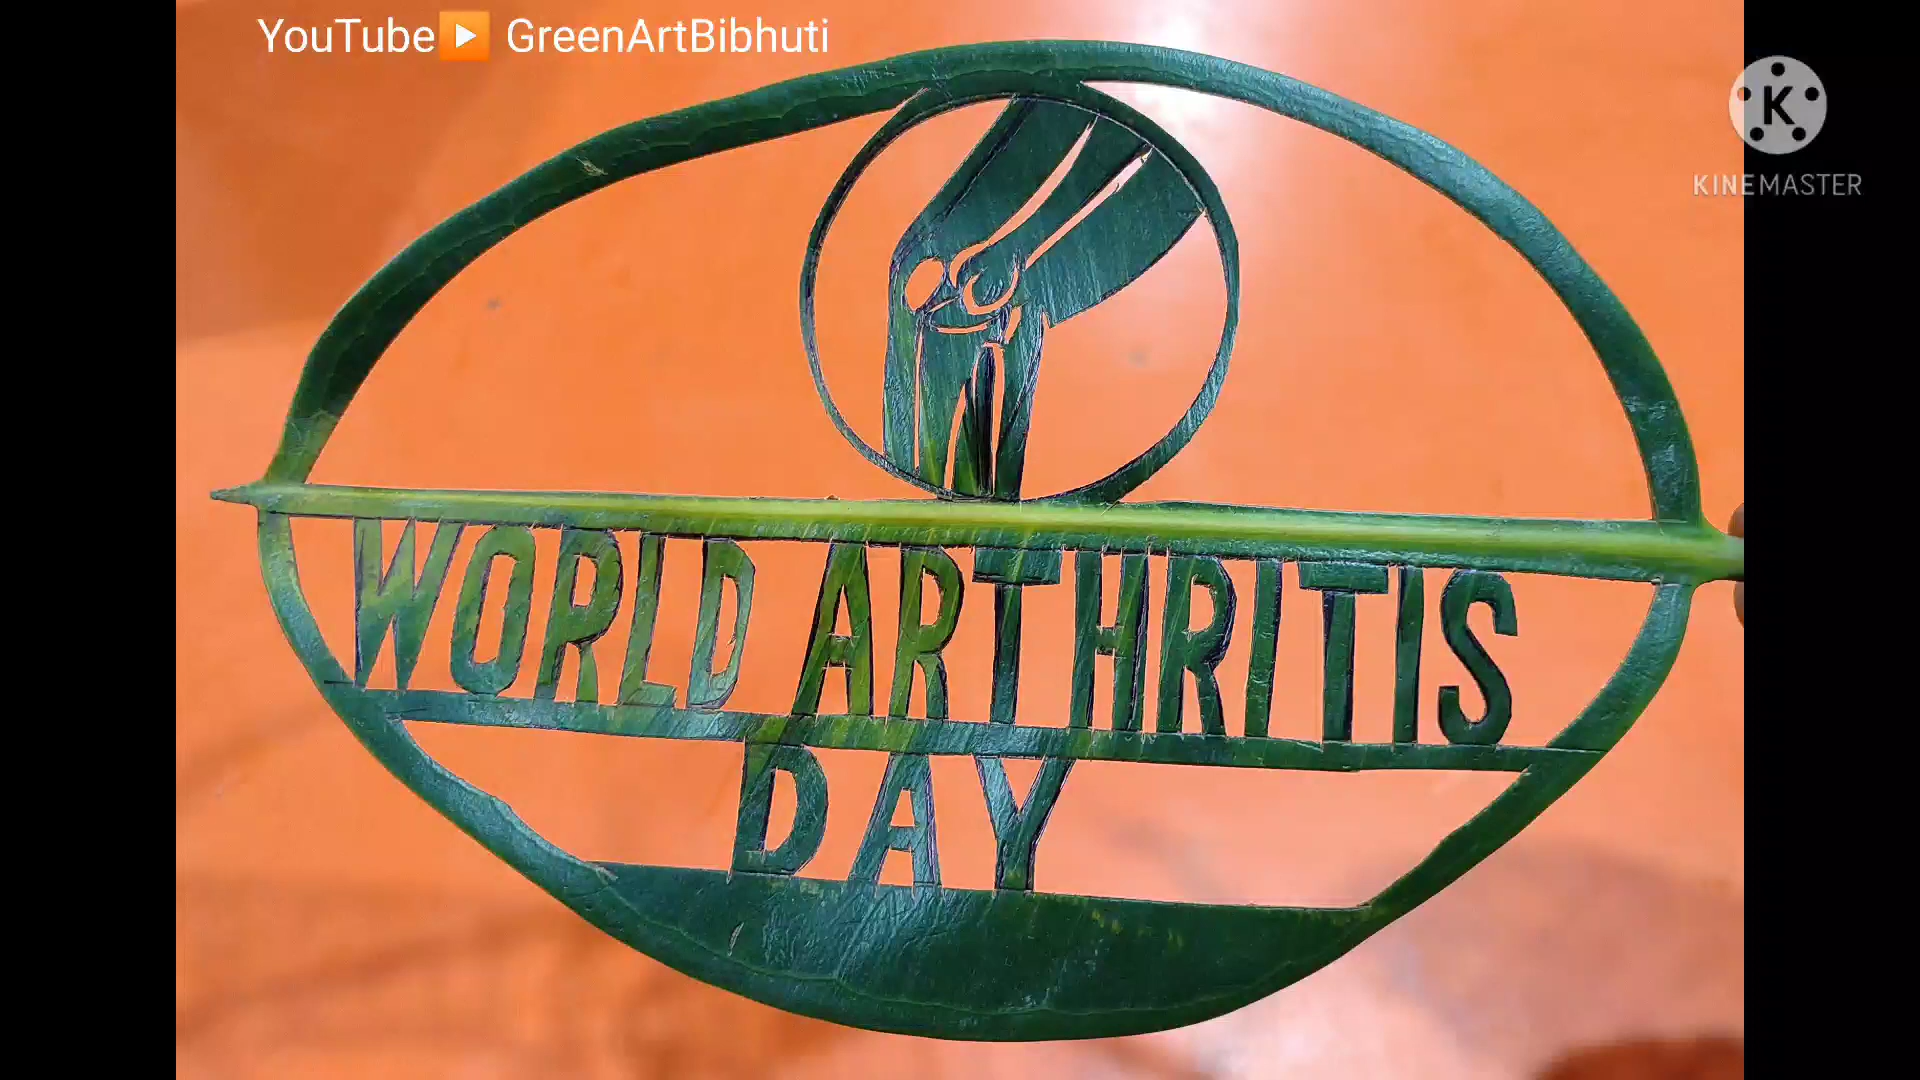 YouTube▶️ GreenArtBibhuti
K
KINEMASTER
WORLD ARTHRITIS
DAY